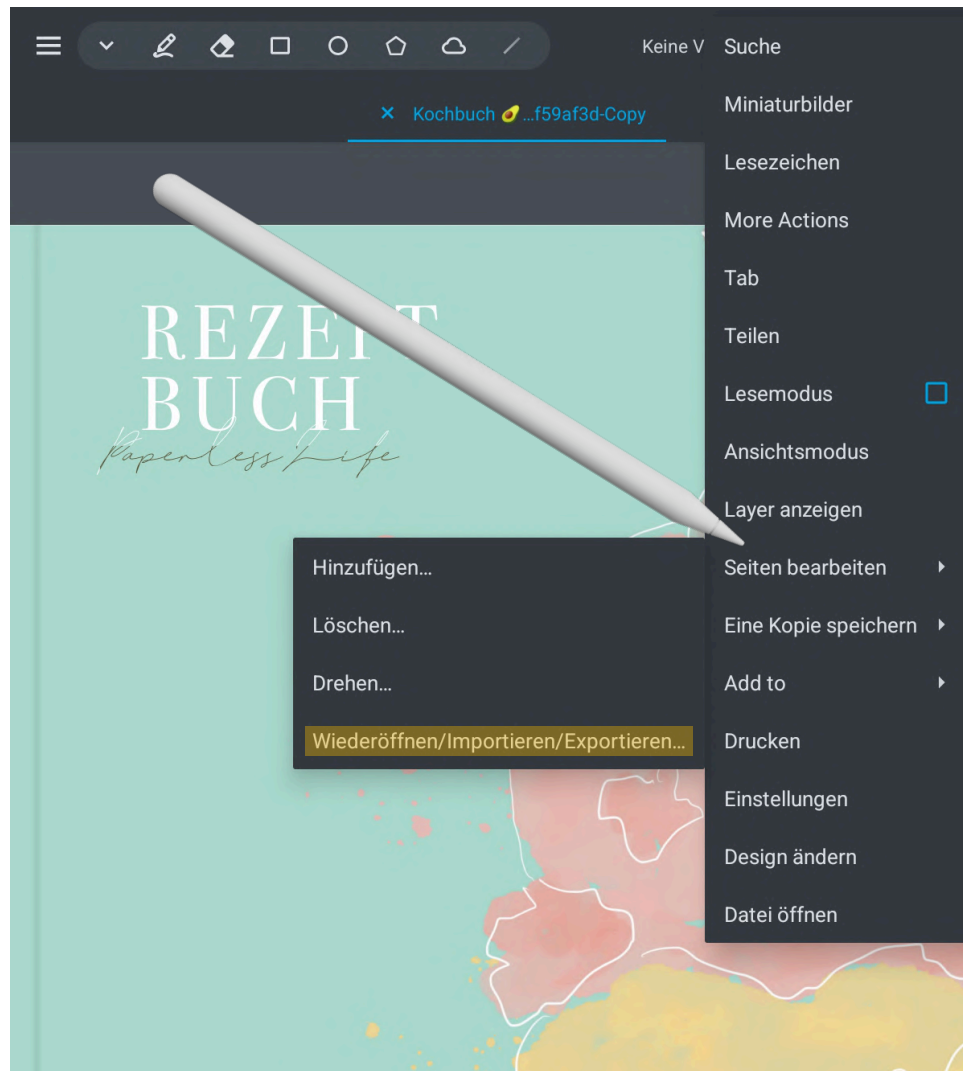 Keine V
Kochbuch 🥑 …f59af3d-Copy
REZEPT
BUCH
Paperless Life
Suche
Miniaturbilder
Lesezeichen
More Actions
Tab
Teilen
Lesemodus
Ansichtsmodus
Layer anzeigen
Seiten bearbeiten
Eine Kopie speichern
Add to
Drucken
Einstellungen
Design ändern
Datei öffnen
Hinzufügen…
Löschen…
Drehen…
Wiederöffnen/Importieren/Exportieren…